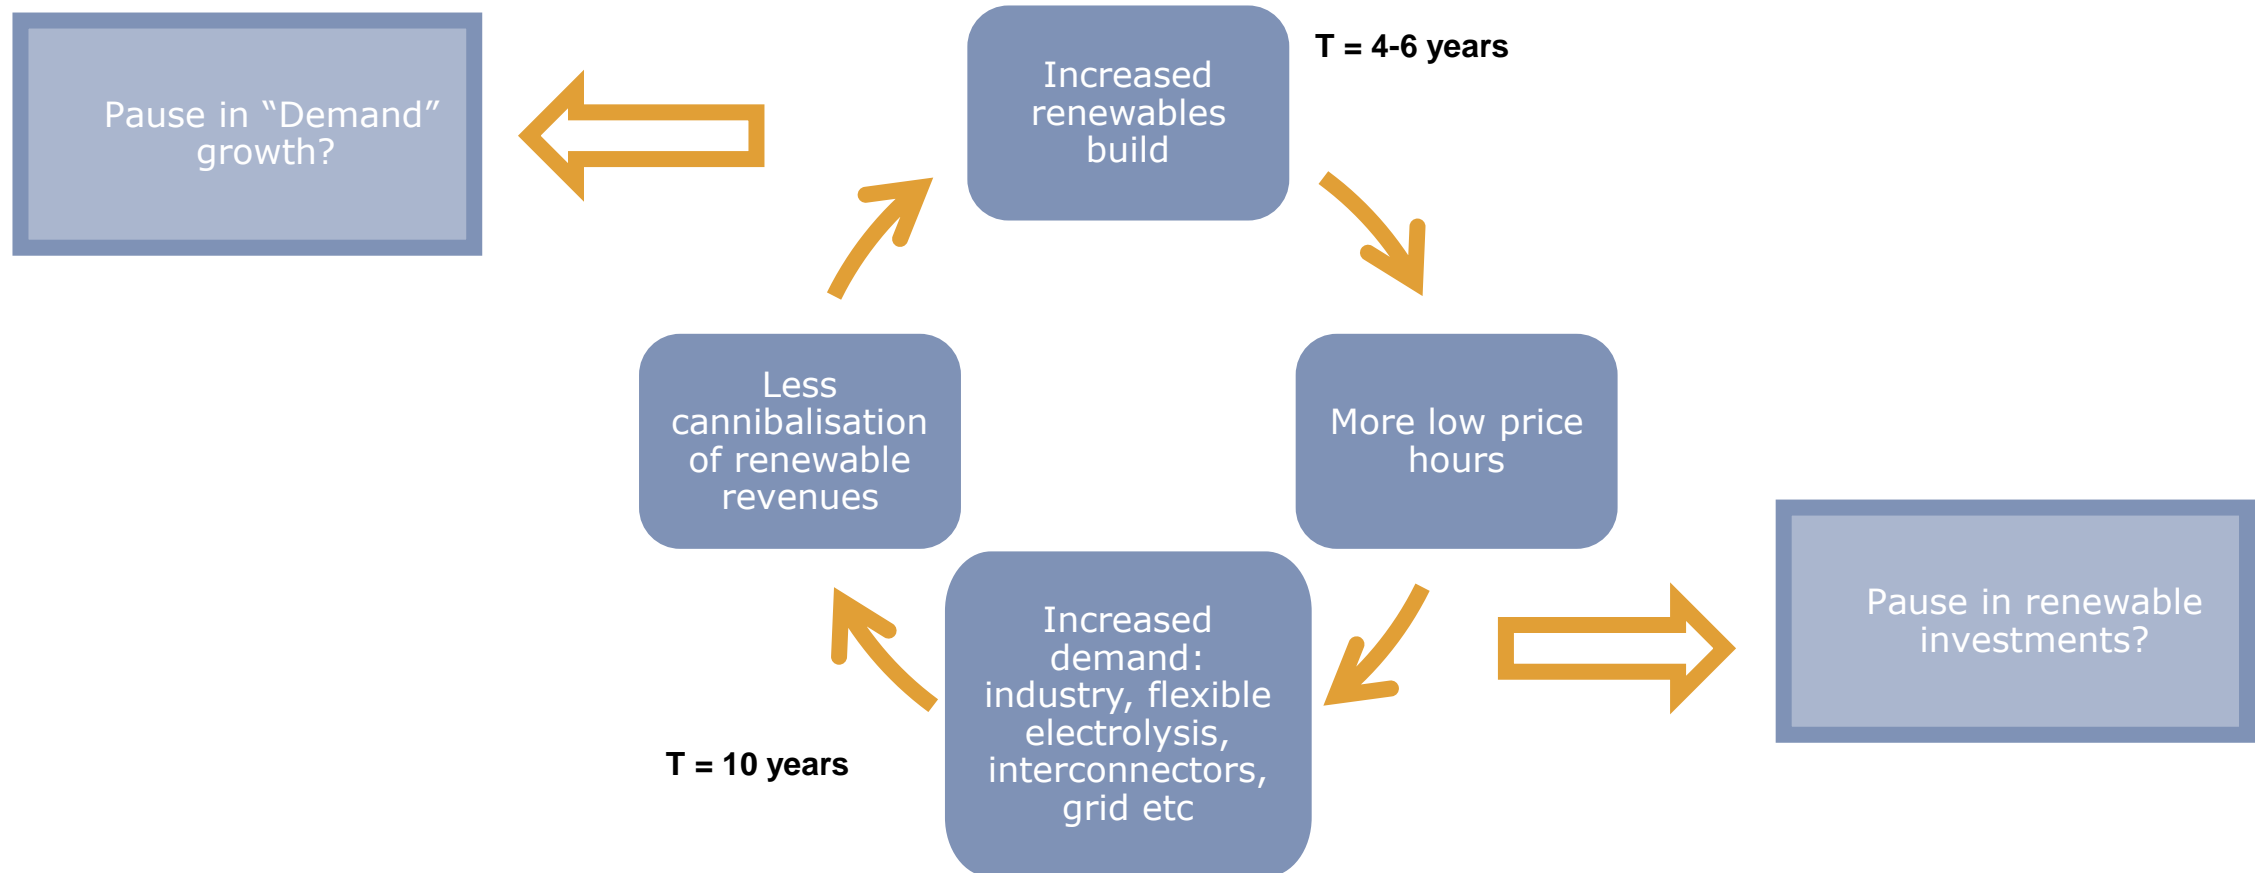 Pause in “Demand”
growth?
Increased
renewables
build
T = 4-6 years
More low price
hours
Pause in renewable
investments?
Increased
demand:
industry, flexible
electrolysis,
interconnectors,
grid etc
T = 10 years
Less
cannibalisation
of renewable
revenues